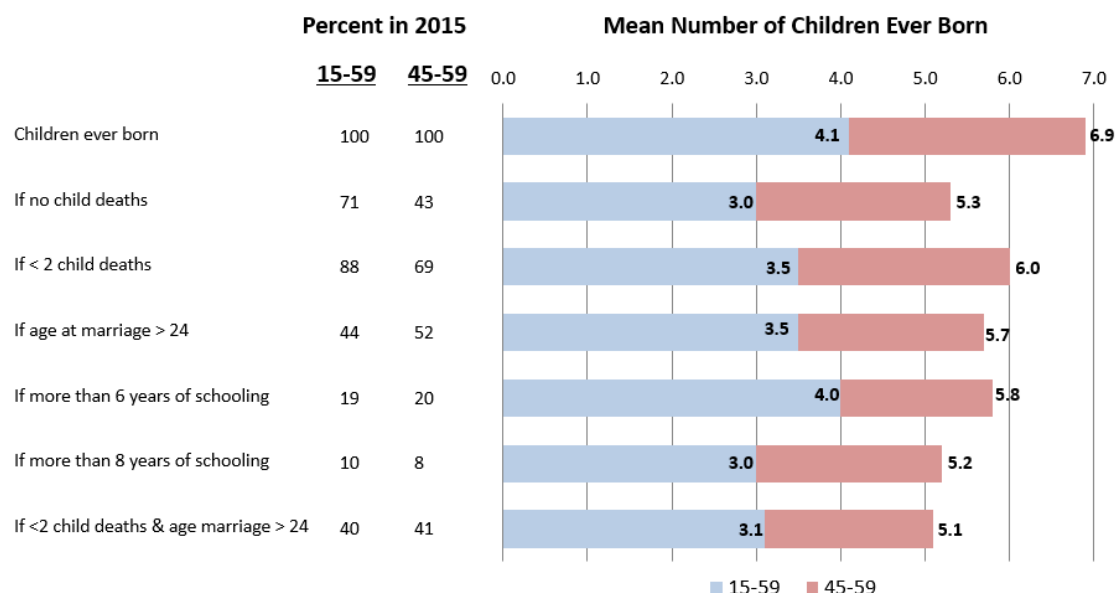 Percent in 2015 Mean Number of Children Ever Born
15-59 45-59 0.0 1.0 2.0 3.0 4.0 5.0 6.0 7.0
Children ever born 100 100 4.1 6.9
If no child deaths 71 43 3.0 5.3
If < 2 child deaths 88 69 3.5 6.0
If age at marriage > 24 44 52 3.5 5.7
If more than 6 years of schooling 19 20 4.0 5.8
If more than 8 years of schooling 10 8 3.0 5.2
If <2 child deaths & age marriage > 24 40 41 3.1 5.1
15-59 45-59